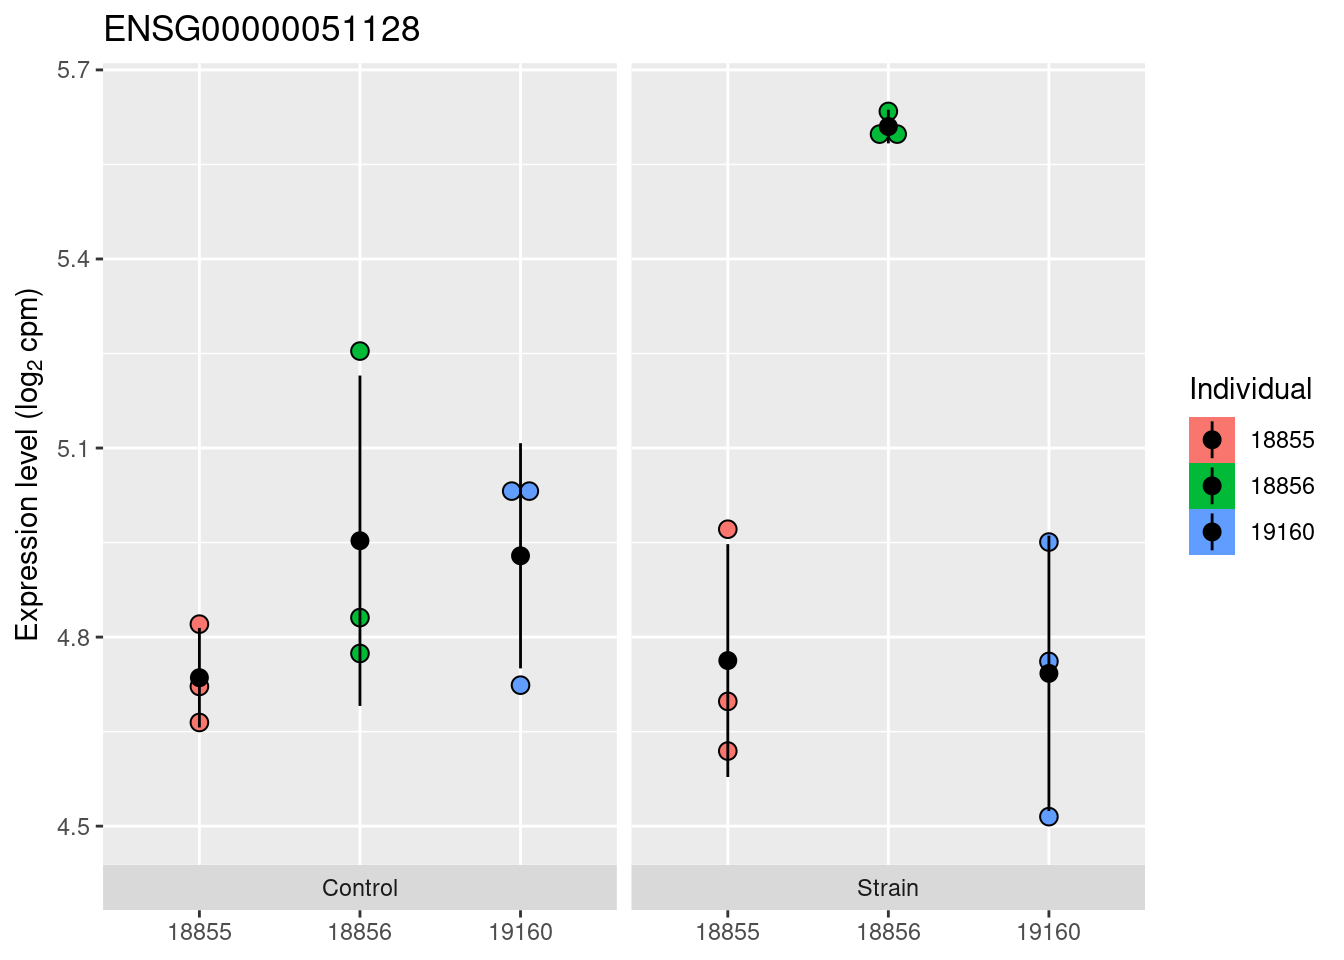 ENSG00000051128
Expression level (log₂ cpm)
5.7
5.4
5.1
4.8
4.5
Control
Strain
18855
18856
19160
18855
18856
19160
Individual
18855
18856
19160